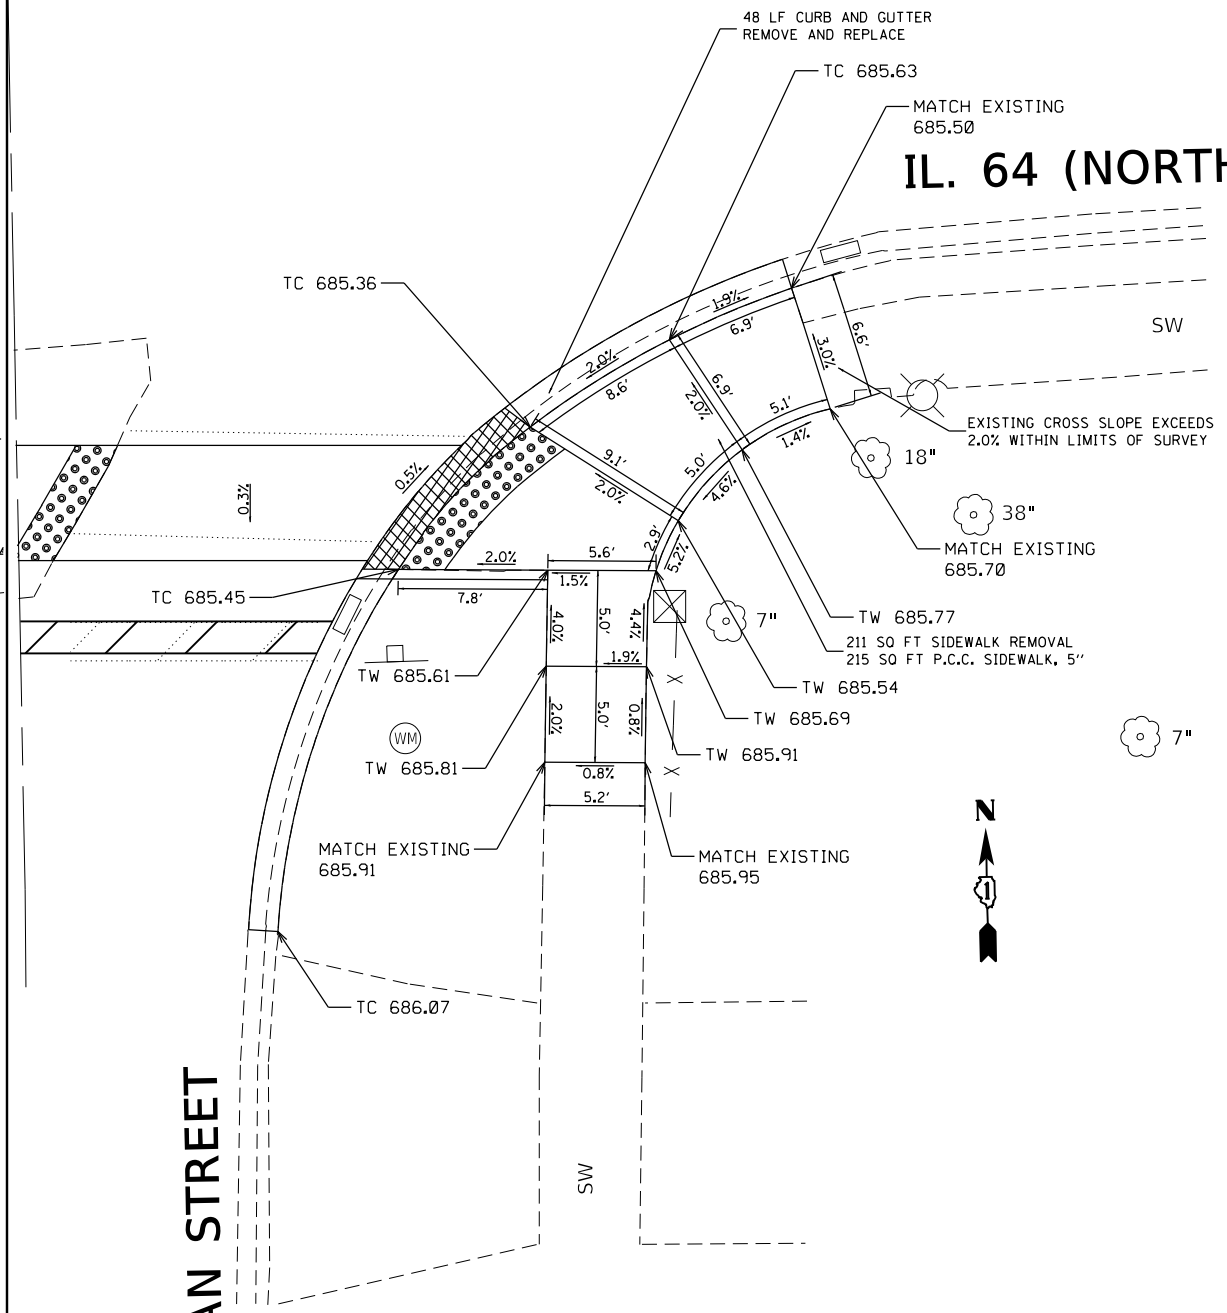 48 LF CURB AND GUTTER
REMOVE AND REPLACE
TC 685.63
MATCH EXISTING
685.50
IL. 64 (NORTH
TC 685.36
1.9%
6.9'
2.0%
8.6'
3.0%
6.6'
SW
6.9'
2.0%
5.1'
1.4%
EXISTING CROSS SLOPE EXCEEDS
2.0% WITHIN LIMITS OF SURVEY
18"
0.5%
9.1'
2.0%
5.0'
4.6%
0.3%
38"
MATCH EXISTING
685.70
2.9'
5.2%
2.0%
5.6'
1.5%
7.8'
TC 685.45
4.0%
5.0'
4.4%
7"
TW 685.77
211 SQ FT SIDEWALK REMOVAL
215 SQ FT P.C.C. SIDEWALK, 5"
1.9%
TW 685.61
X
TW 685.54
2.0%
5.0'
0.8%
TW 685.69
WM
7"
TW 685.91
TW 685.81
X
0.8%
5.2'
N
MATCH EXISTING
685.91
MATCH EXISTING
685.95
1
TC 686.07
SW
AN STREET